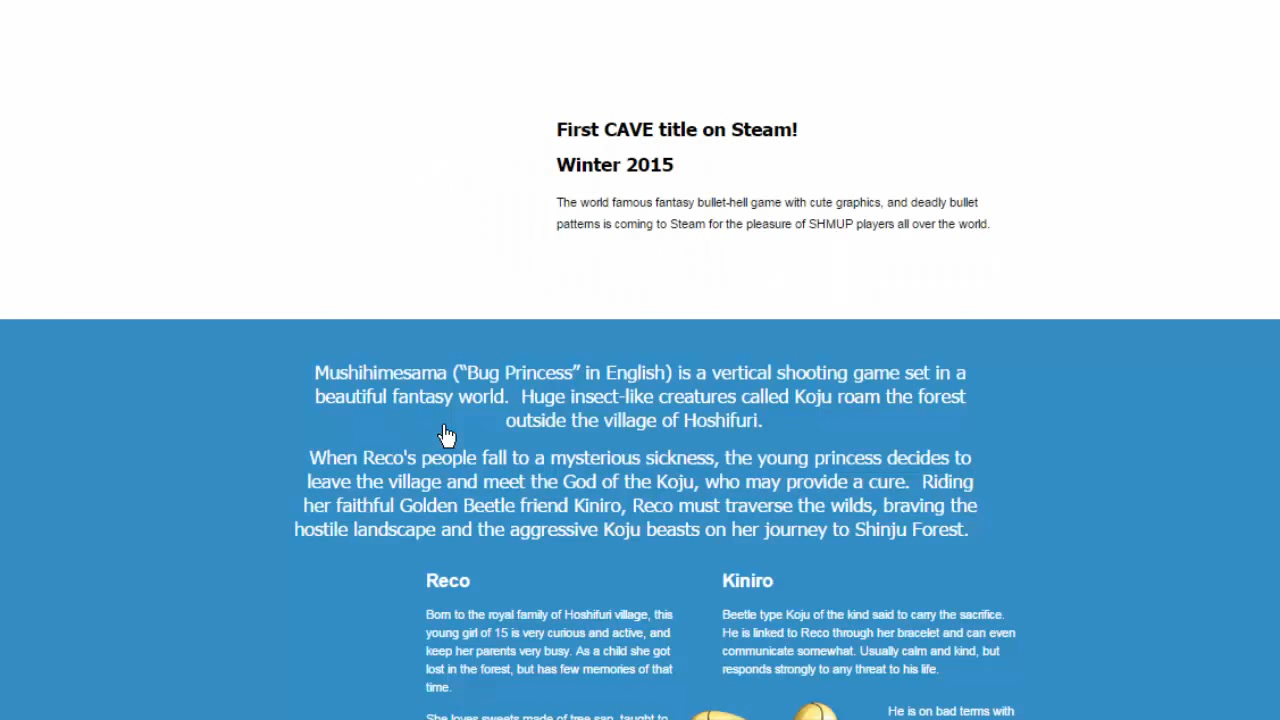 First CAVE title on Steam!
Winter 2015
The world famous fantasy bullet-hell game with cute graphics, and deadly bullet
patterns is coming to Steam for the pleasure of SHMUP players all over the world.
Mushihimesama (“Bug Princess” in English) is a vertical shooting game set in a
beautiful fantasy world.  Huge insect-like creatures called Koju roam the forest
outside the village of Hoshifuri.
When Reco's people fall to a mysterious sickness, the young princess decides to
leave the village and meet the God of the Koju, who may provide a cure.  Riding
her faithful Golden Beetle friend Kiniro, Reco must traverse the wilds, braving the
hostile landscape and the aggressive Koju beasts on her journey to Shinju Forest.
Reco
Born to the royal family of Hoshifuri village, this
young girl of 15 is very curious and active, and
keep her parents very busy. As a child she got
lost in the forest, but has few memories of that
time.
She loves sweets made of tree sap, taught to
Kiniro
Beetle type Koju of the kind said to carry the sacrifice.
He is linked to Reco through her bracelet and can even
communicate somewhat. Usually calm and kind, but
responds strongly to any threat to his life.
He is on bad terms with